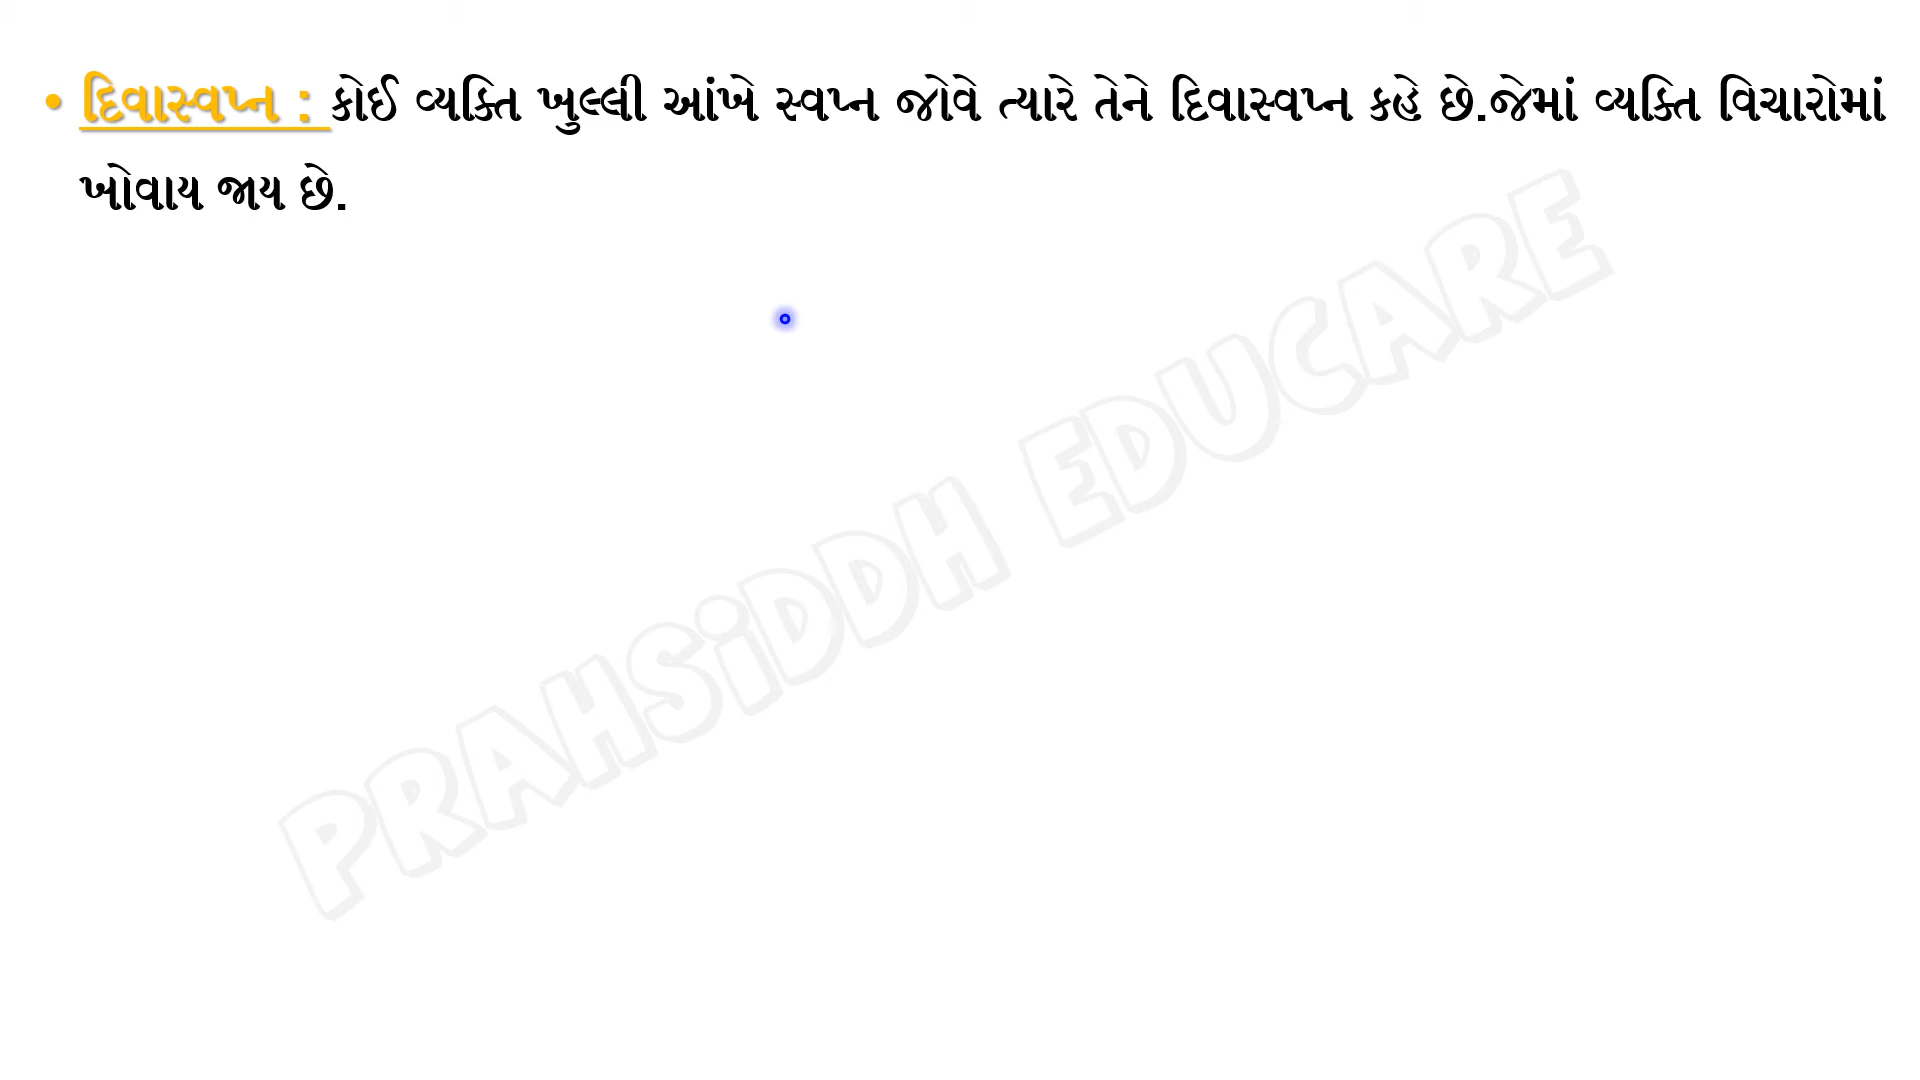 • દિવાસ્વપ્ન : કોઈ વ્યક્તિ ખુલ્લી આંખે સ્વપ્ન જોવે ત્યારે તેને દિવાસ્વપ્ન કહે છે.જેમાં વ્યક્તિ વિચારોમાં
ખોવાય જાય છે.
PRAHSiDDH EDUCARE